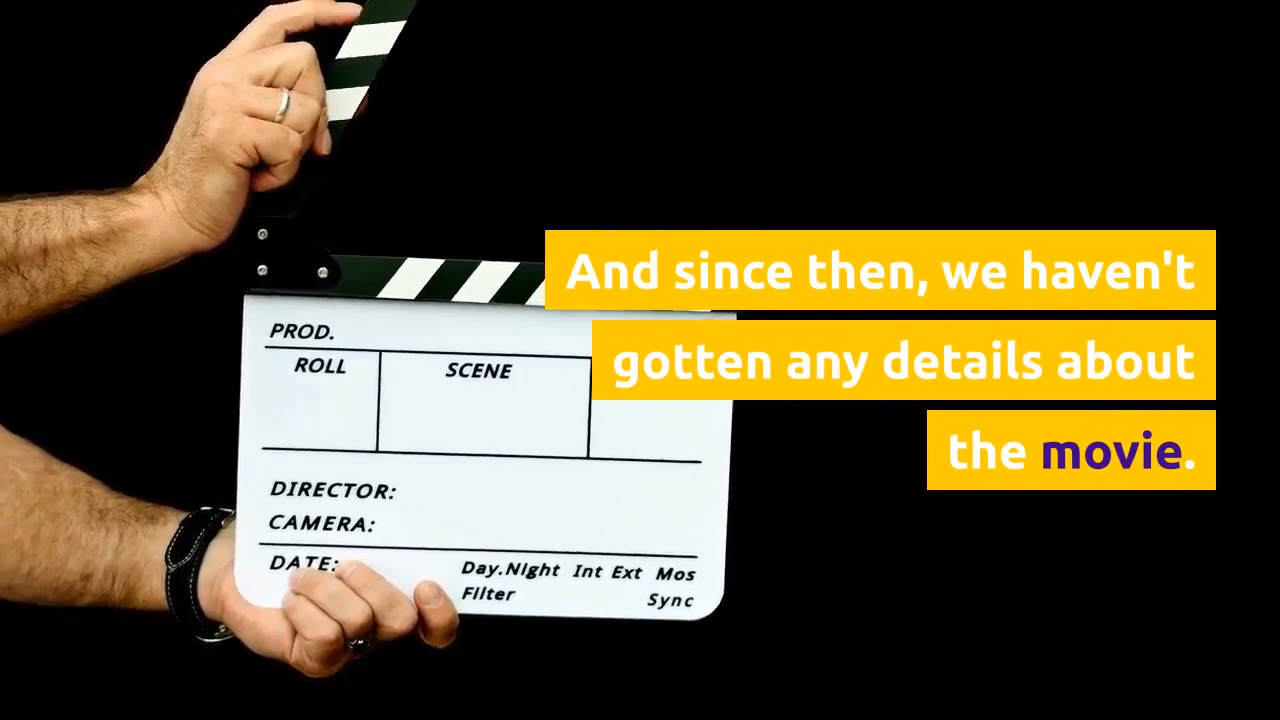 And since then, we haven't
gotten any details about
the movie.
PROD.
ROLL SCENE
DIRECTOR:
CAMERA:
DATE: Day.Night Int Ext Mos
Filter Sync